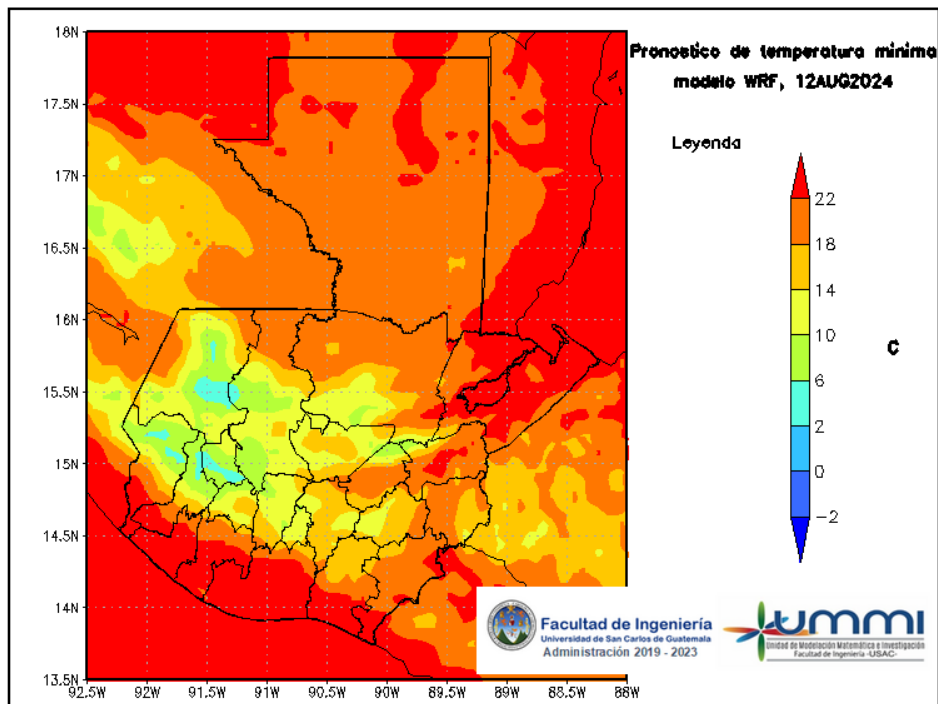 Pronostico de temperatura minima
modelo WRF, 12AUG2024
Leyenda
22
18
14
10
6
2
0
-2
C
18N
17.5N
17N
16.5N
16N
15.5N
15N
14.5N
14N
13.5N
92.5W 92W 91.5W 91W 90.5W 90W 89.5W 89W 88.5W 88W
Facultad de Ingeniería
Universidad de San Carlos de Guatemala
Administración 2019 - 2023
ummi
Unidad de Modelación Matemática e Investigación
Facultad de Ingeniería -USAC-